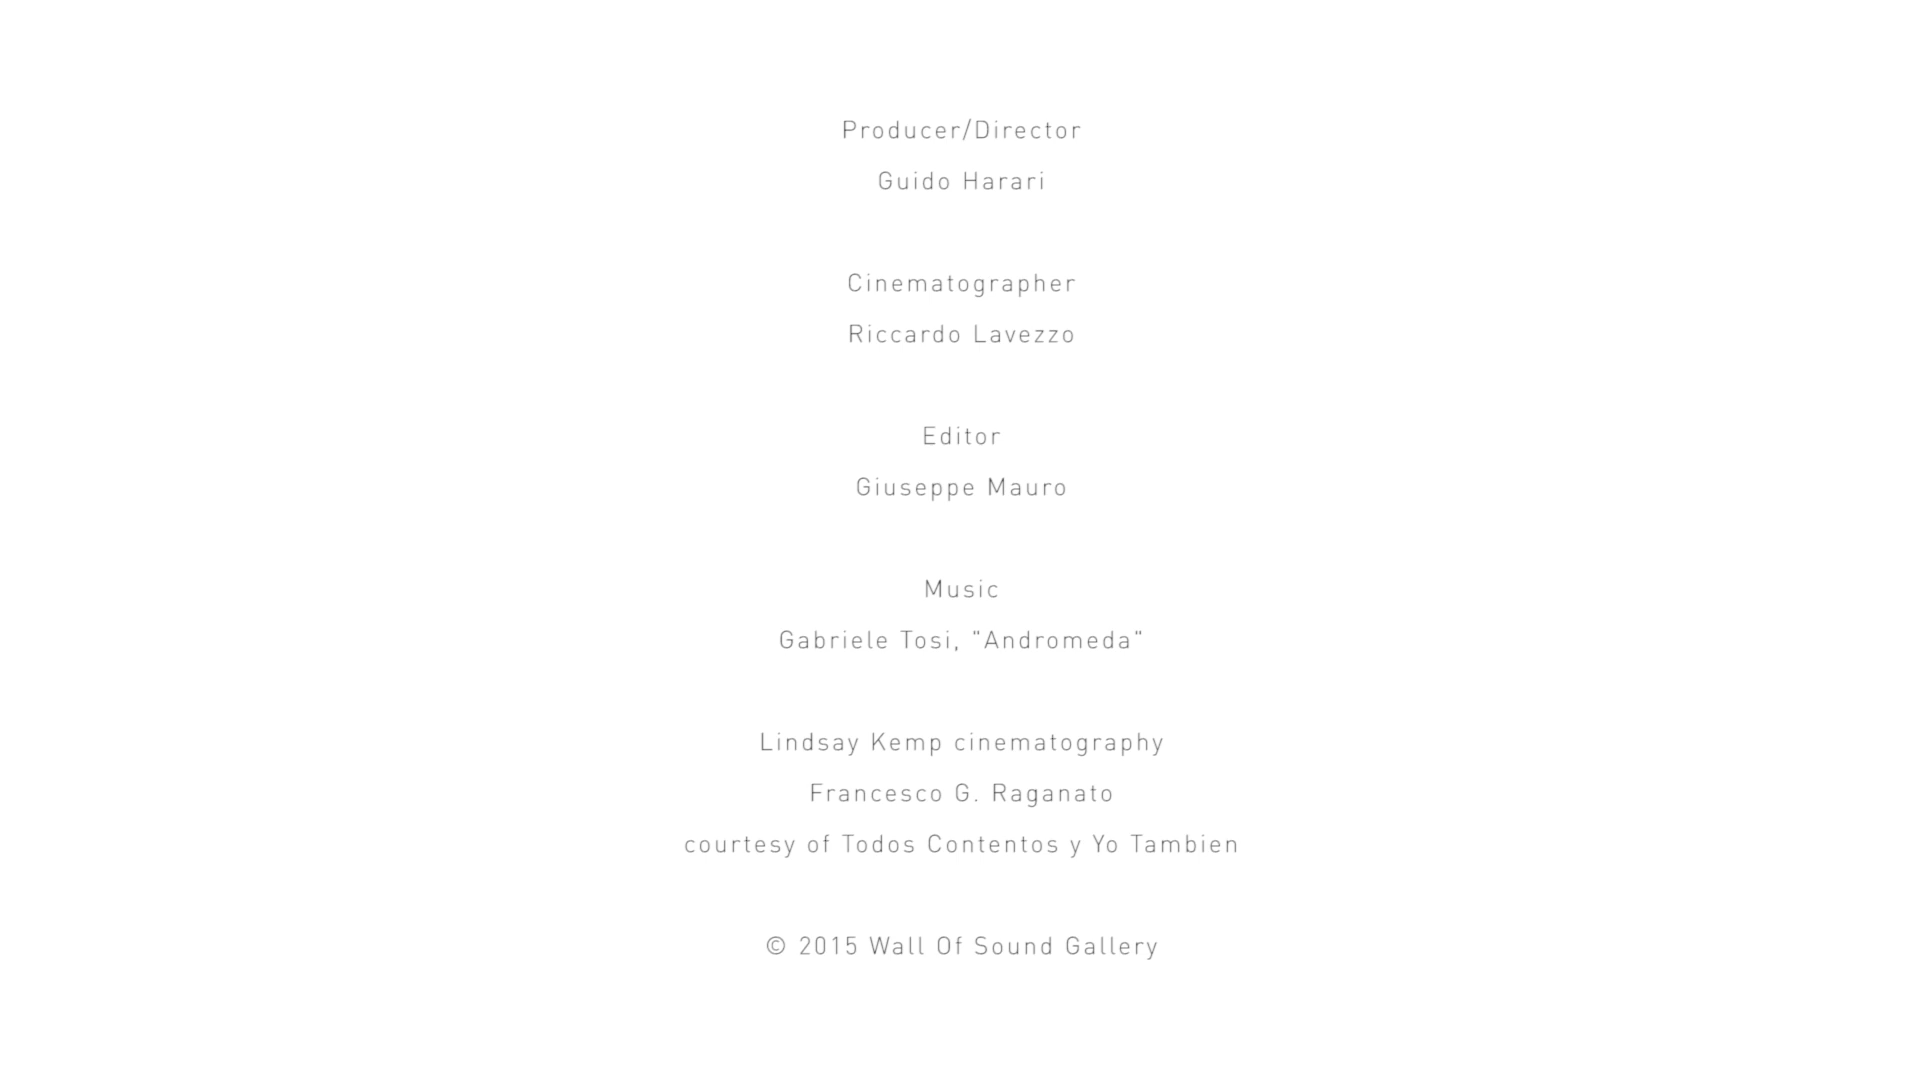 Producer/Director
Guido Harari
Cinematographer
Riccardo Lavezzo
Editor
Giuseppe Mauro
Music
Gabriele Tosi, "Andromeda"
Lindsay Kemp cinematography
Francesco G. Raganato
courtesy of Todos Contentos y Yo Tambien
© 2015 Wall Of Sound Gallery